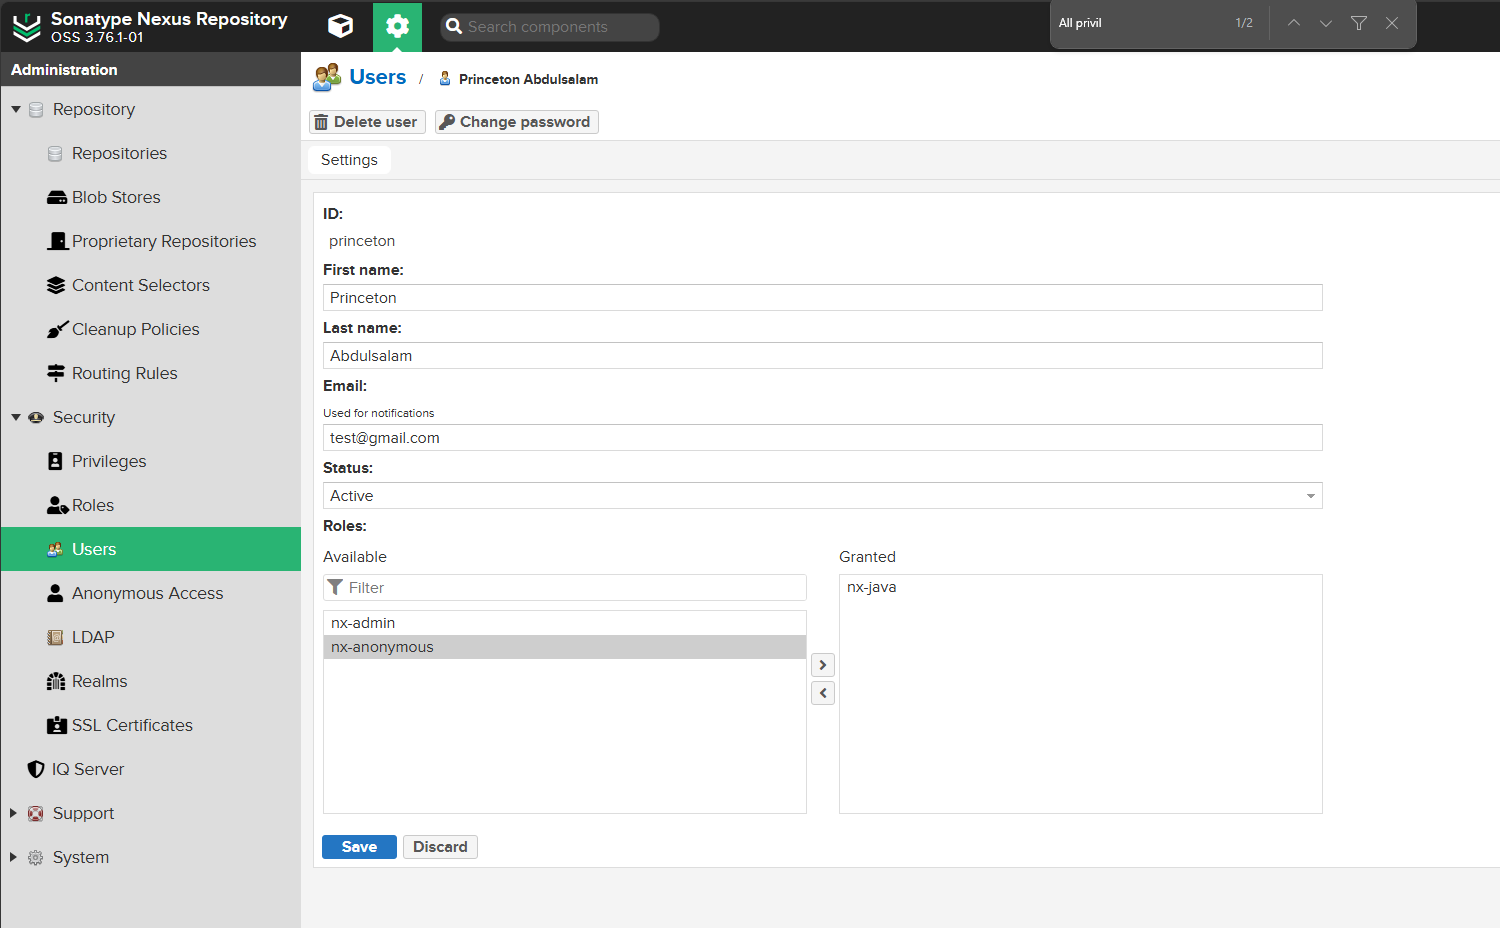 Sonatype Nexus Repository
OSS 3.76.1-01
Search components
All privil
1/2
Administration
Repository
Repositories
Blob Stores
Proprietary Repositories
Content Selectors
Cleanup Policies
Routing Rules
Security
Privileges
Roles
Users
Anonymous Access
LDAP
Realms
SSL Certificates
IQ Server
Support
System
Users / Princeton Abdulsalam
Delete user
Change password
Settings
ID:
princeton
First name:
Princeton
Last name:
Abdulsalam
Email:
Used for notifications
test@gmail.com
Status:
Active
Roles:
Available
Filter
nx-admin
nx-anonymous
Granted
nx-java
Save
Discard